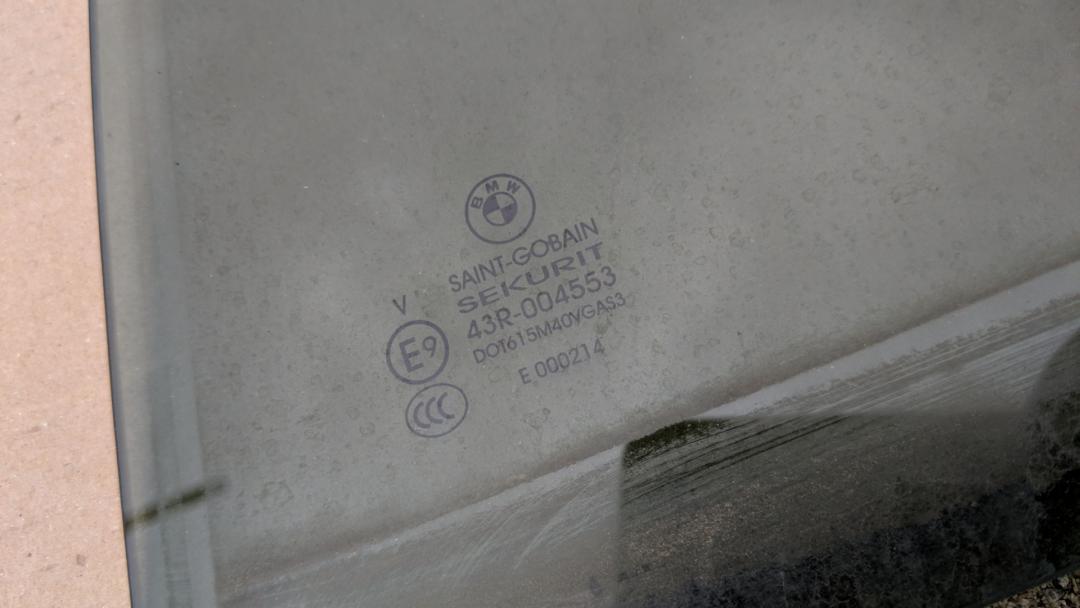 BMW
SAINT-GOBAIN
SEKURIT
V
43R-004553
E9
DOT615M40VGAS3
E 000214
CCC